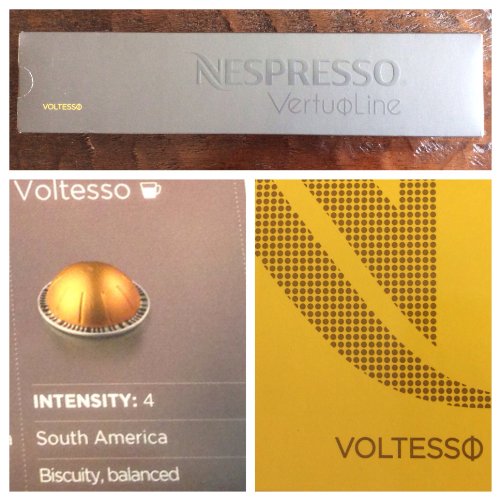 NESPRESSO
VertuoLine
VOLTESSO
Voltesso
INTENSITY: 4
South America
Biscuity, balanced
VOLTESSO